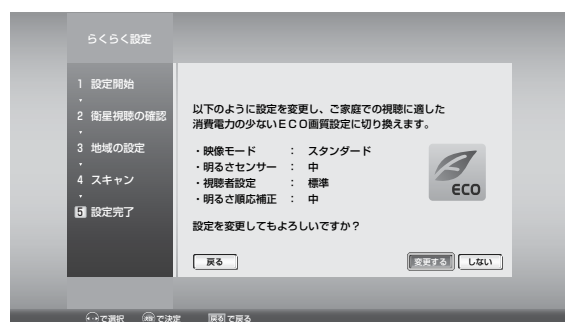 らくらく設定
1 設定開始
2 衛星視聴の確認
3 地域の設定
4 スキャン
5 設定完了
以下のように設定を変更し、ご家庭での視聴に適した
消費電力の少ないECO画質設定に切り換えます。
・映像モード : スタンダード
・明るさセンサー : 中
・視聴者設定 : 標準
・明るさ順応補正 : 中
ECO
設定を変更してもよろしいですか?
戻る 変更する しない
で選択 で決定 戻る で戻る